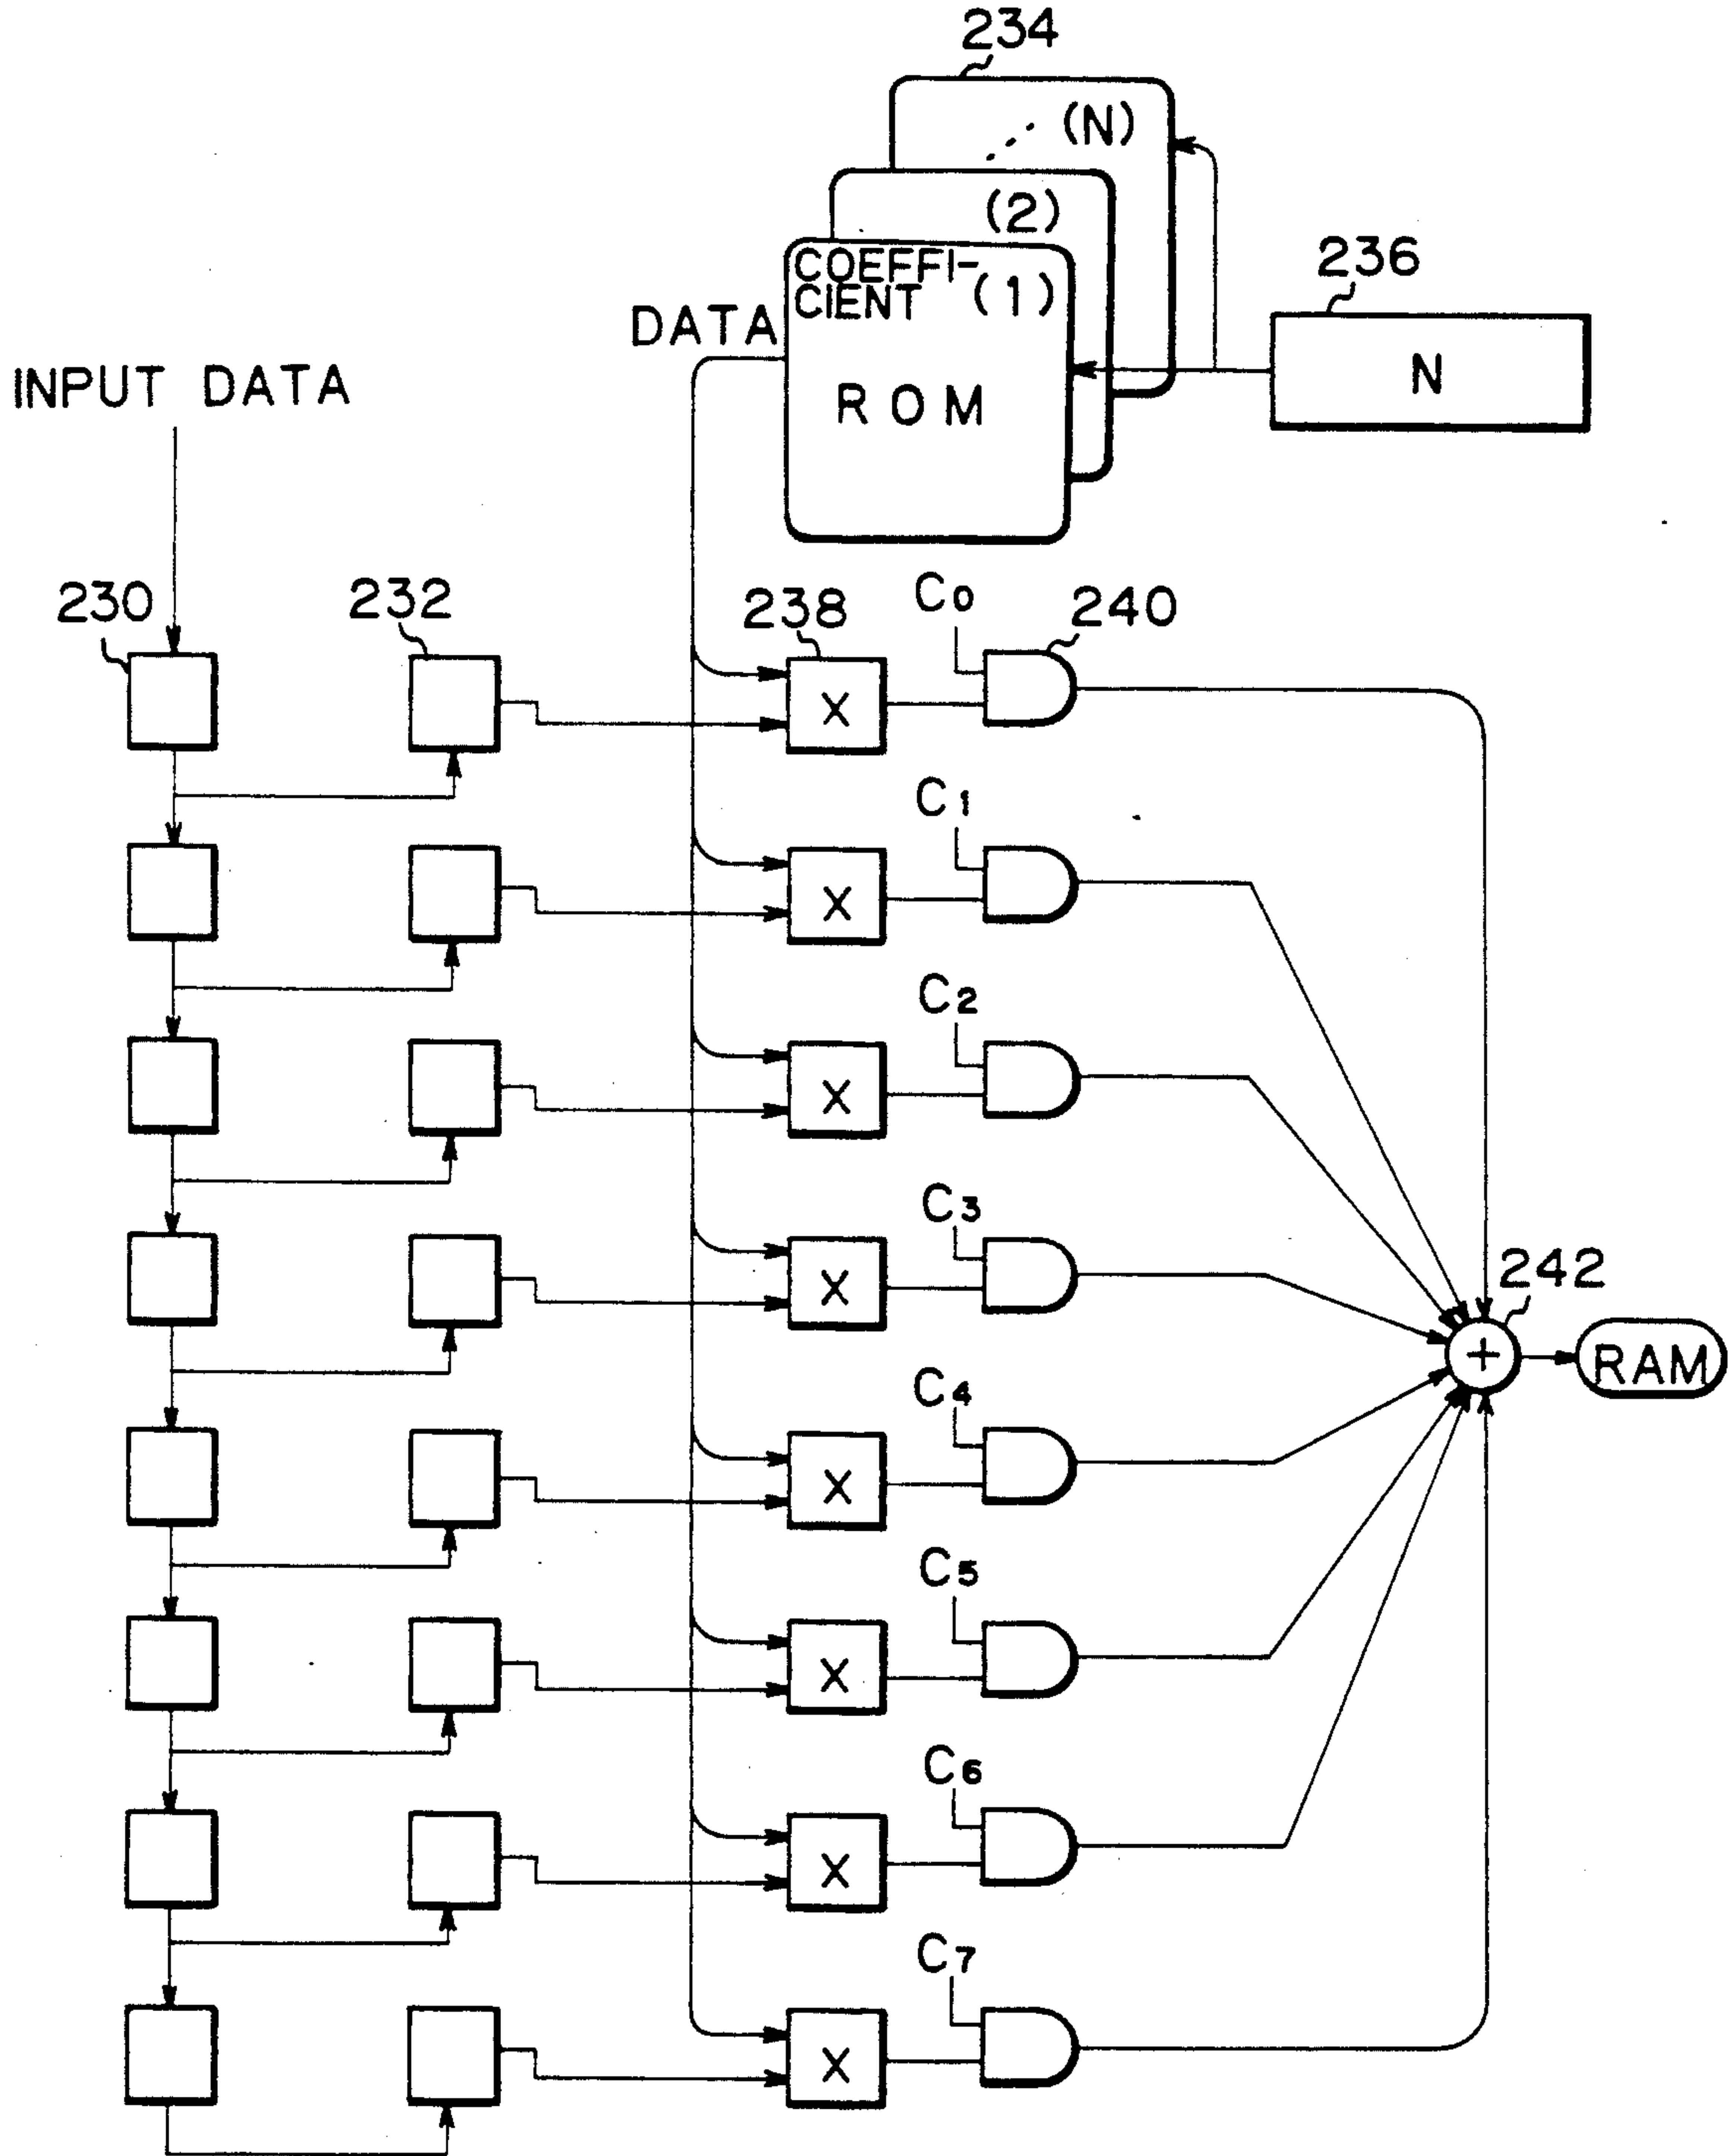 234
(N)
(2)
COEFFI-
CIENT (1)
ROM
236
N
DATA
INPUT DATA
230
232
238
C0
240
X
C1
X
C2
X
C3
X
242
+
RAM
C4
X
C5
X
C6
X
C7
X